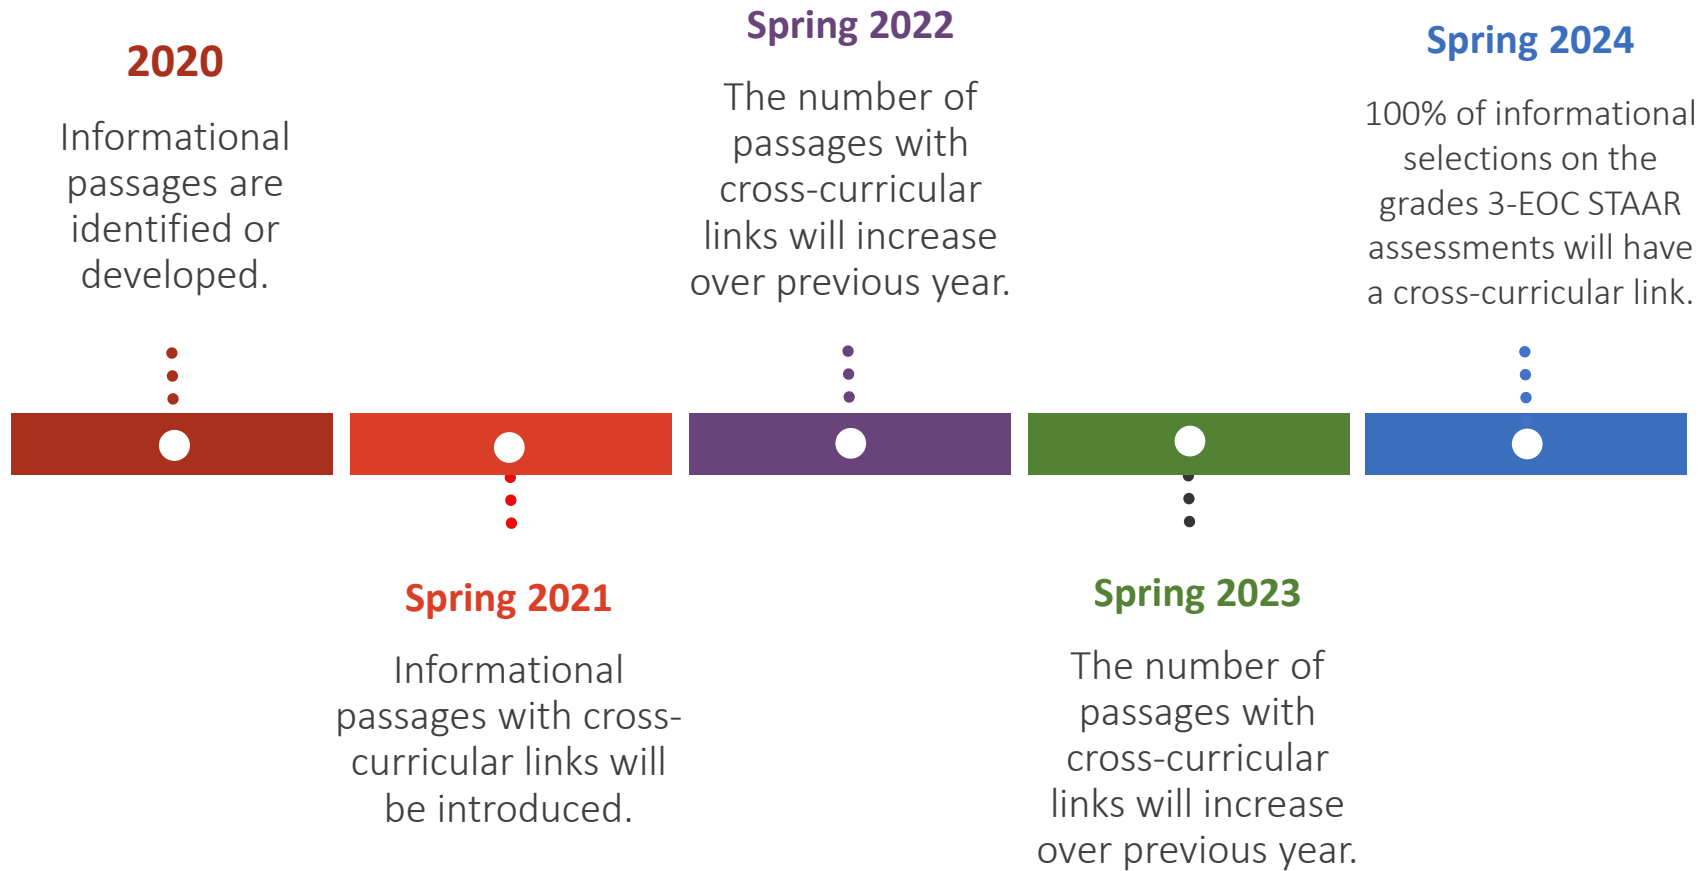 2020
Informational
passages are
identified or
developed.
Spring 2021
Informational
passages with cross-
curricular links will
be introduced.
Spring 2022
The number of
passages with
cross-curricular
links will increase
over previous year.
Spring 2023
The number of
passages with
cross-curricular
links will increase
over previous year.
Spring 2024
100% of informational
selections on the
grades 3-EOC STAAR
assessments will have
a cross-curricular link.